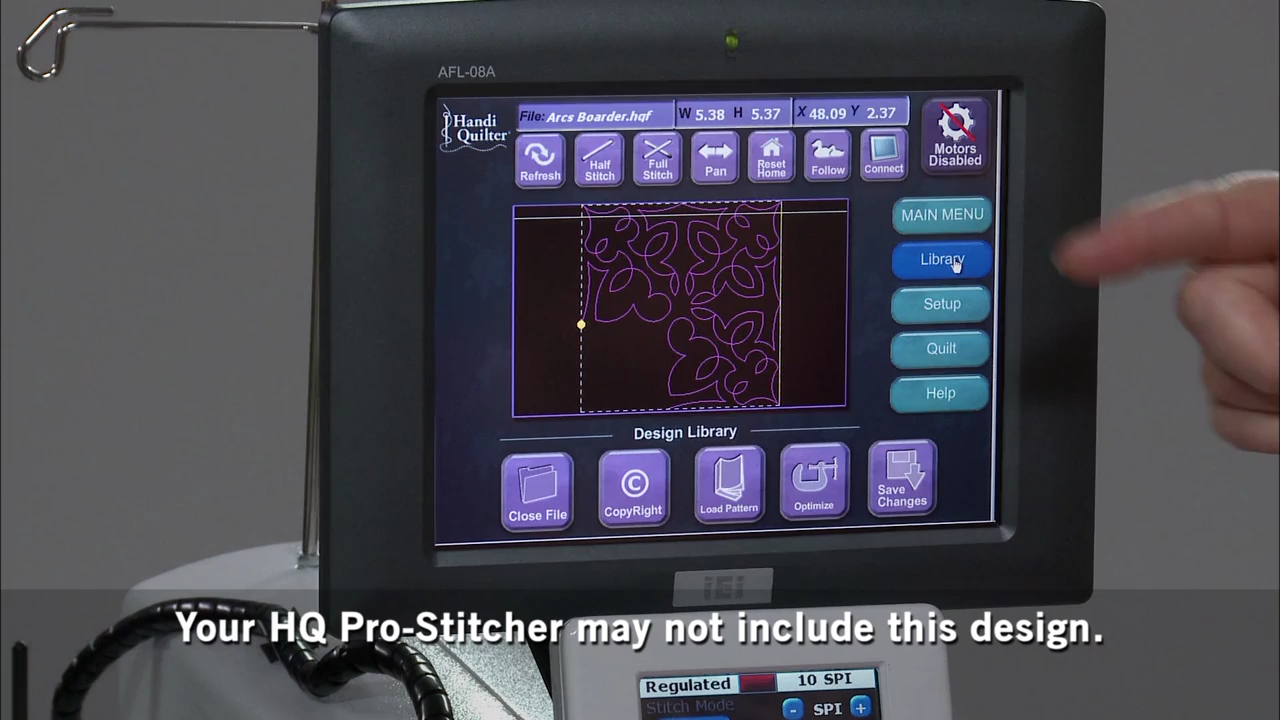 AFL-08A
Handi Quilter
File: Arcs Boarder.hqf W 5.38 H 5.37 X 48.09 Y 2.37
Motors Disabled
Refresh
Half Stitch
Full Stitch
Pan
Reset Home
Follow
Connect
MAIN MENU
Library
Setup
Quilt
Help
Design Library
Close File
© CopyRight
Load Pattern
Optimize
Save Changes
IEI
Your HQ Pro-Stitcher may not include this design.
Regulated 10 SPI
Stitch Mode - SPI +